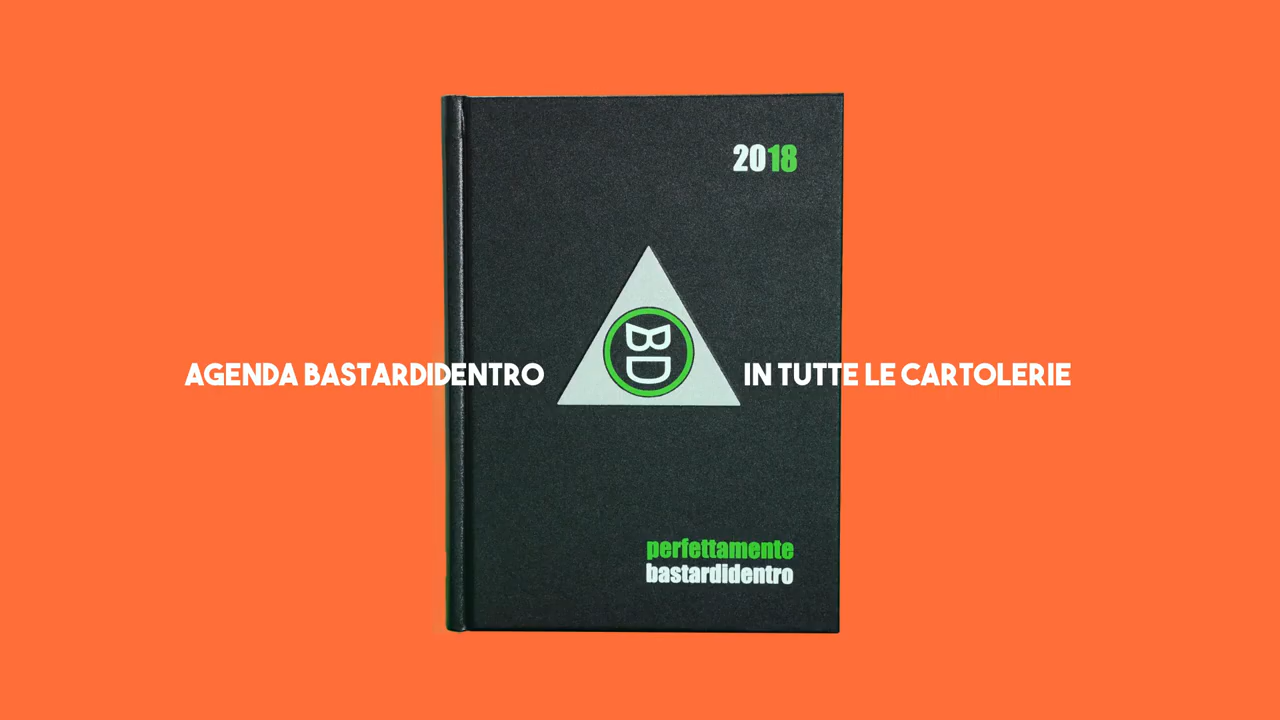 2018
BD
AGENDA BASTARDIDENTRO IN TUTTE LE CARTOLERIE
perfettamente
bastardidentro